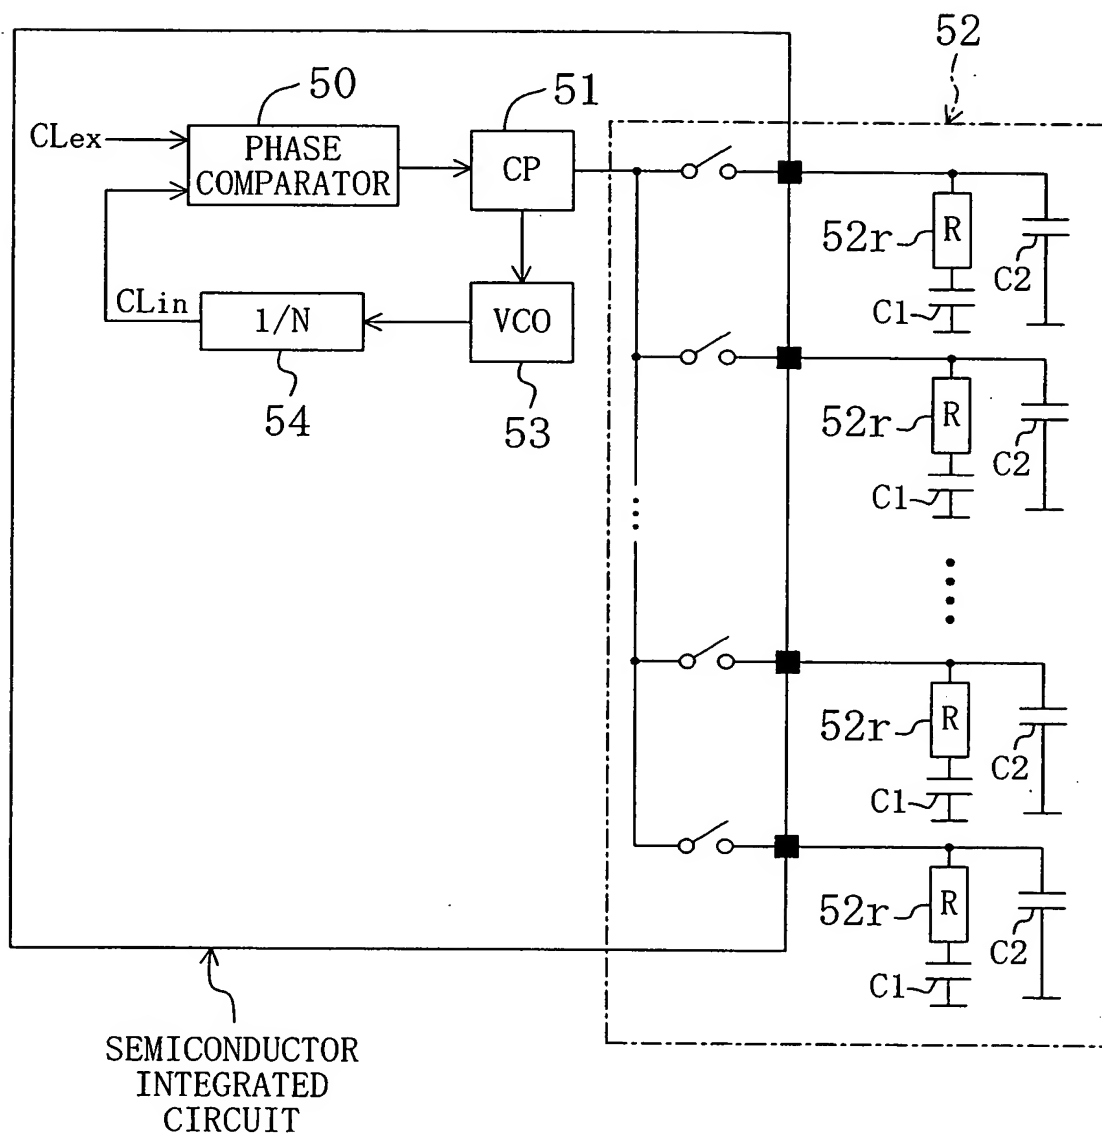 52
50
51
CLex
PHASE
COMPARATOR
CP
52r
R
C2
C1
CLin
1/N
VCO
54
53
52r
R
C2
C1
52r
R
C2
C1
52r
R
C2
C1
SEMICONDUCTOR
INTEGRATED
CIRCUIT